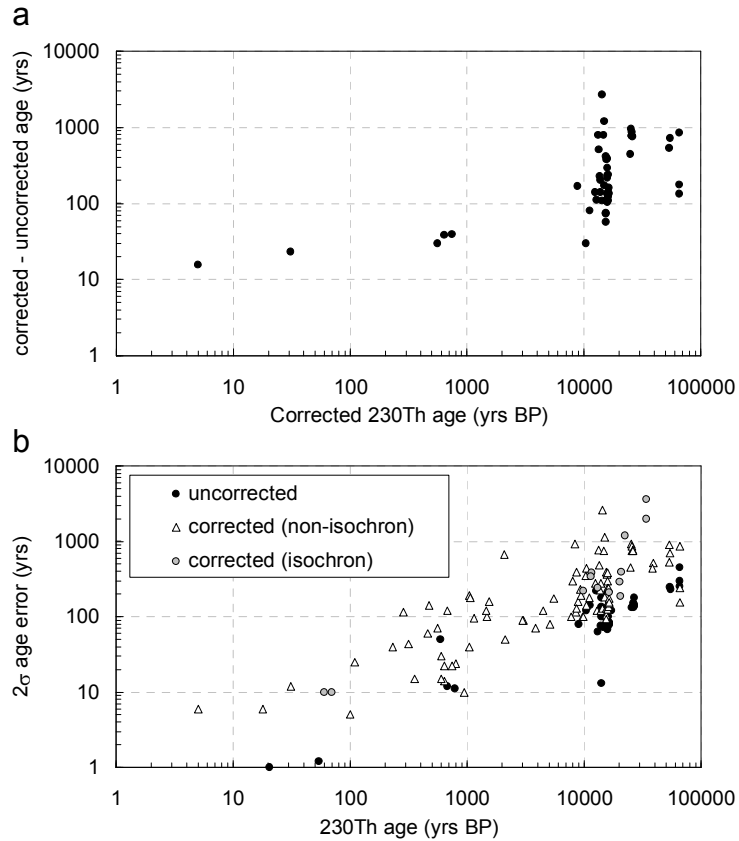 a
corrected - uncorrected age (yrs)
10000
1000
100
10
1
1 10 100 1000 10000 100000
Corrected 230Th age (yrs BP)
b
2σ age error (yrs)
10000
1000
100
10
1
uncorrected
corrected (non-isochron)
corrected (isochron)
1 10 100 1000 10000 100000
230Th age (yrs BP)